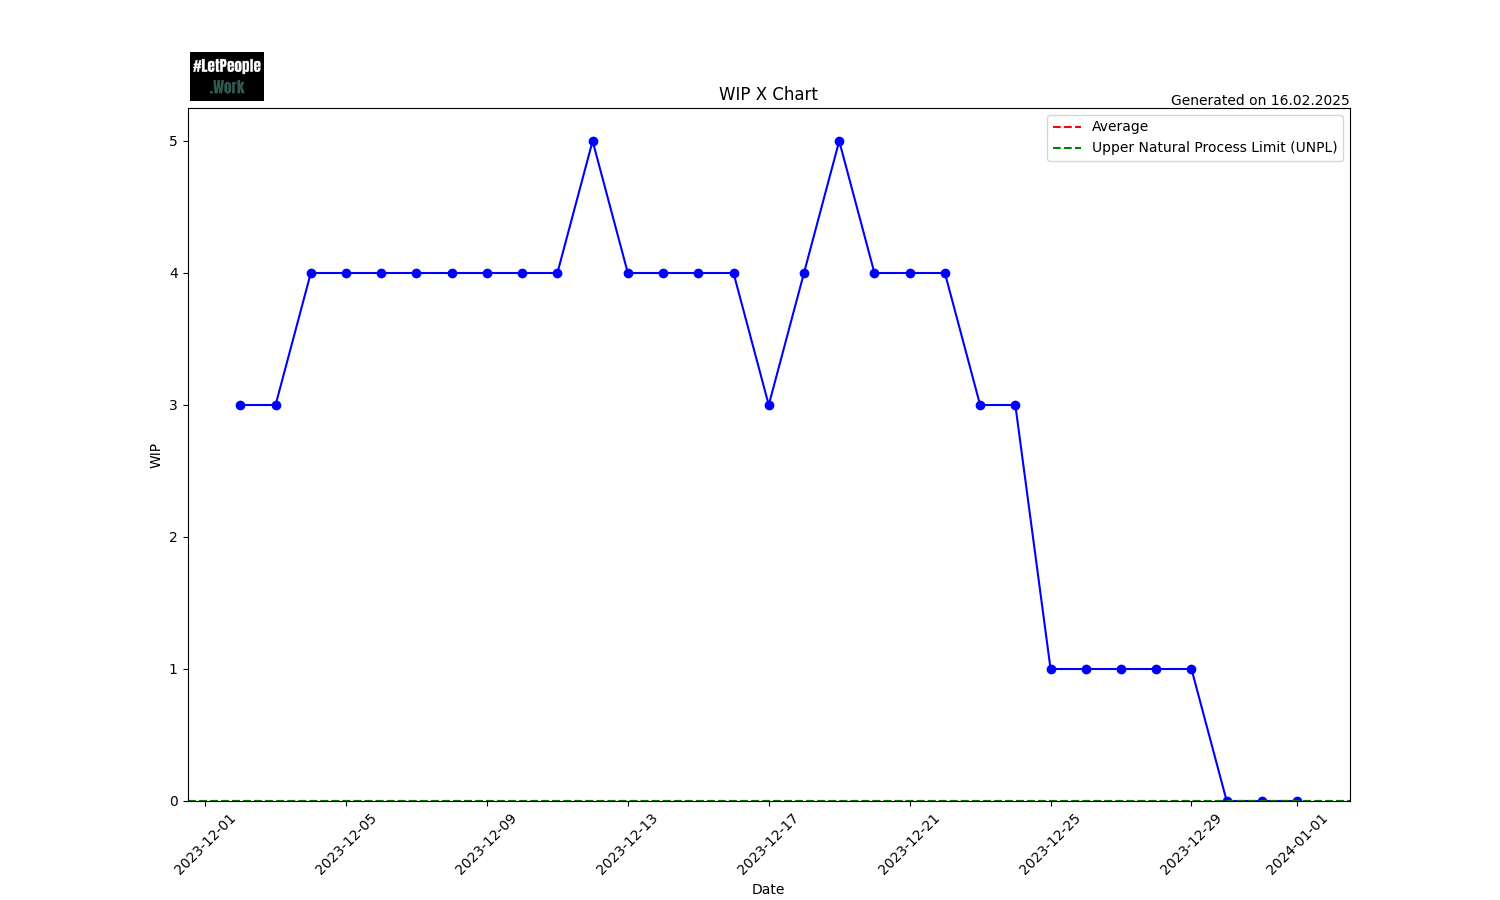 #LetPeople
.Work
WIP X Chart
Generated on 16.02.2025
Average
Upper Natural Process Limit (UNPL)
5
4
3
2
1
0
WIP
2023-12-01
2023-12-05
2023-12-09
2023-12-13
2023-12-17
2023-12-21
2023-12-25
2023-12-29
2024-01-01
Date